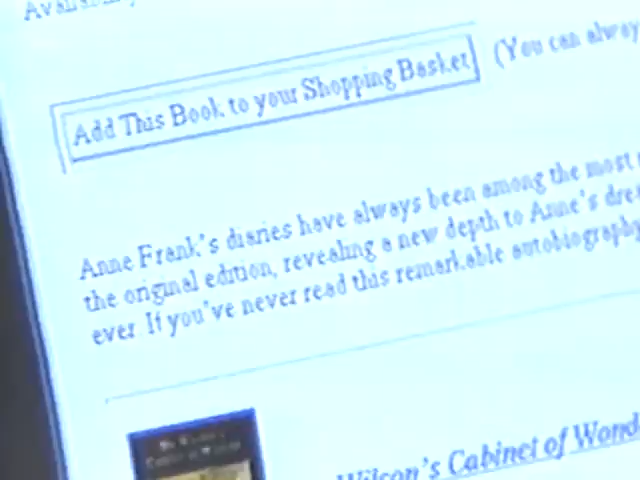 Add This Book to your Shopping Basket (You can alway
Anne Frank's diaries have always been among the most
the original edition, revealing a new depth to Anne's
ever. If you've never read this remarkable autobiography
Wilson's Cabinet of Wond